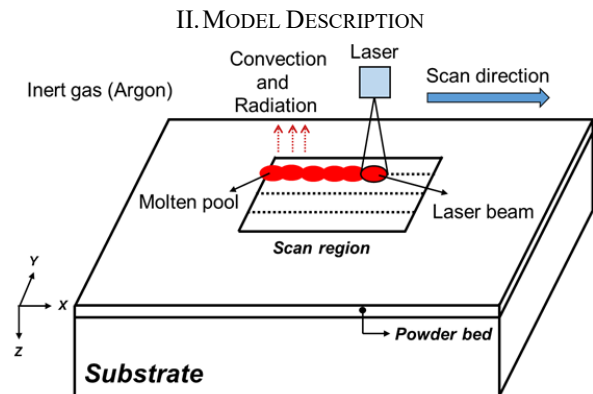 II. MODEL DESCRIPTION
Laser
Convection
and
Radiation
Scan direction
Inert gas (Argon)
Molten pool
Laser beam
Scan region
Y
X
Z
Powder bed
Substrate